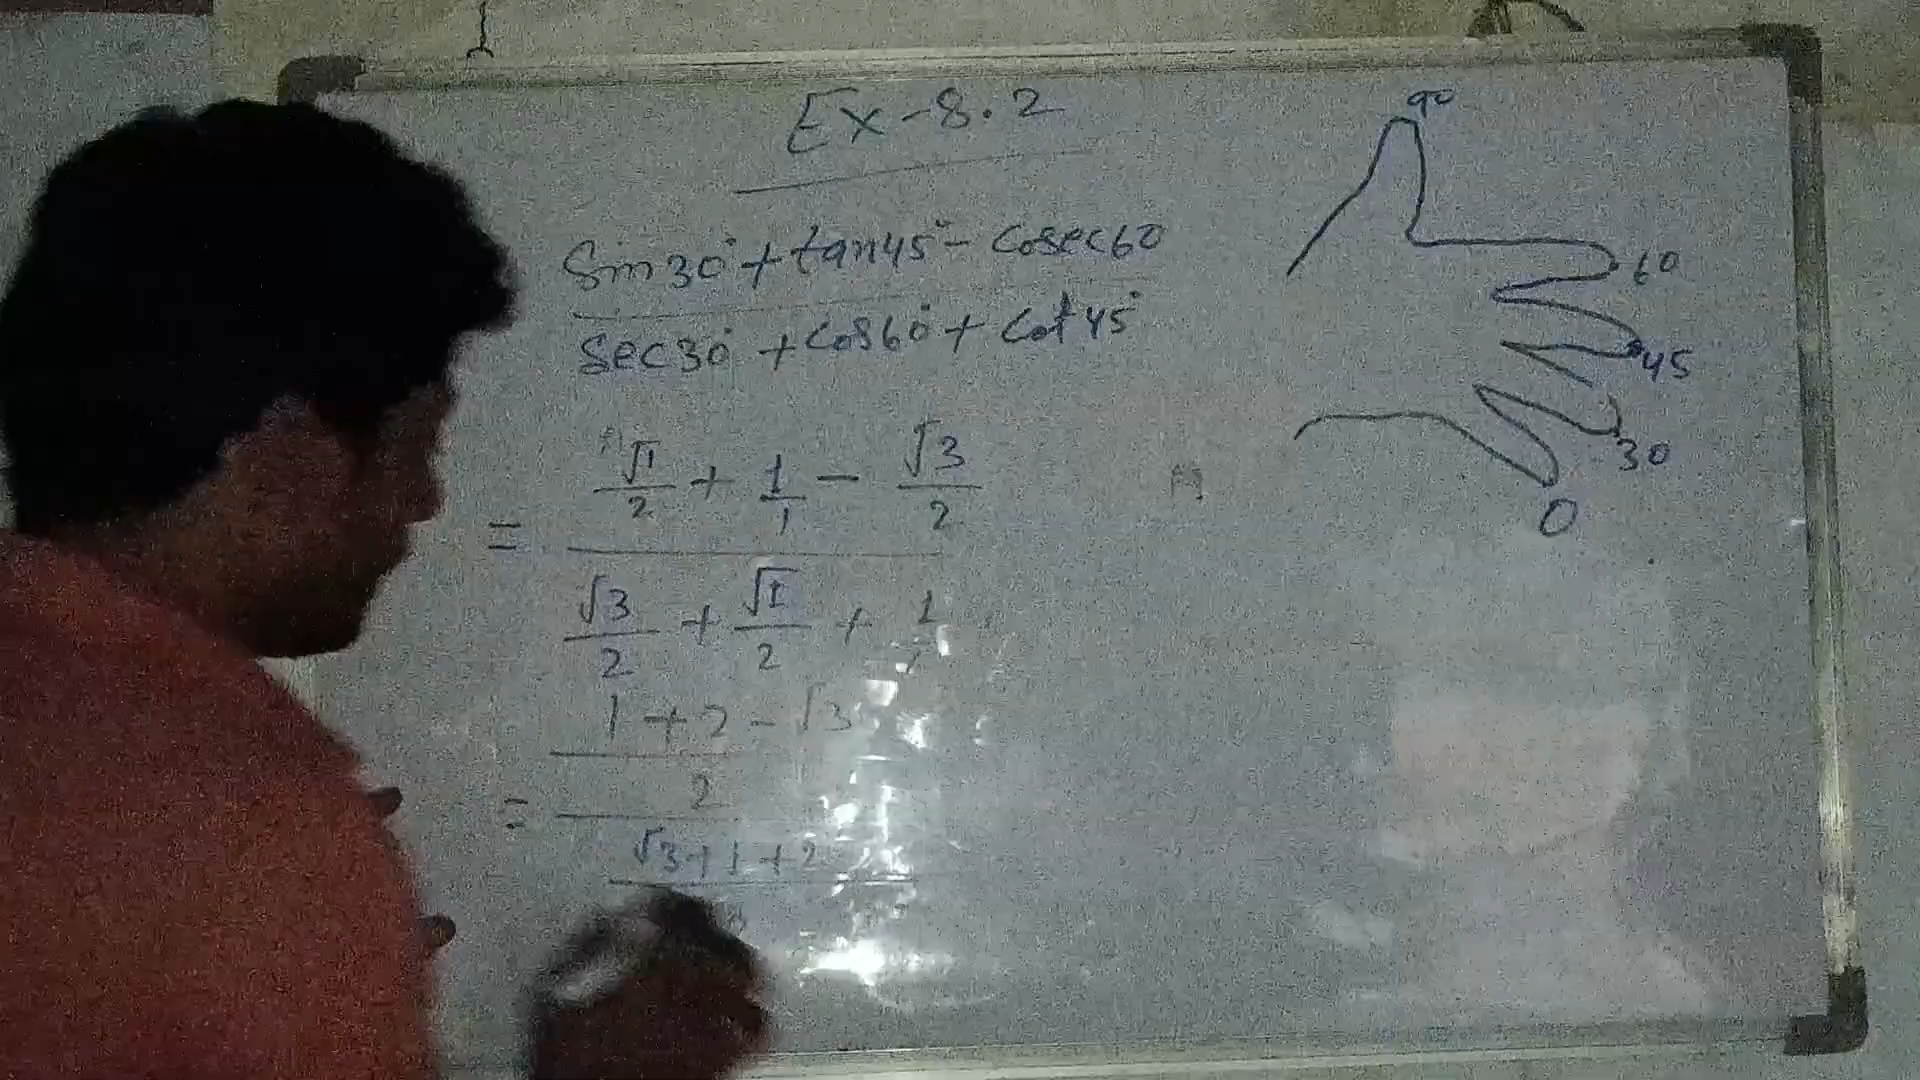 Ex-8.2
sin30° + tan45° - cosec60
sec30° + cos60° + cot45°
= √1/2 + 1/1 - √3/2
√3/2 + √1/2 + 1/1
= 1+2-√3
2
√3+1+2
90
60
45
30
0